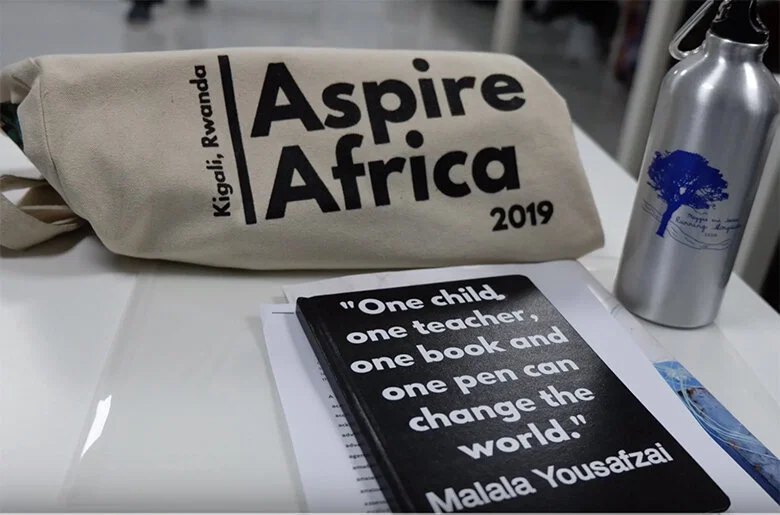 Kigali, Rwanda
Aspire
Africa
2019
"One child,
one teacher,
one book and
one pen can
change the
world."
Malala Yousafzai